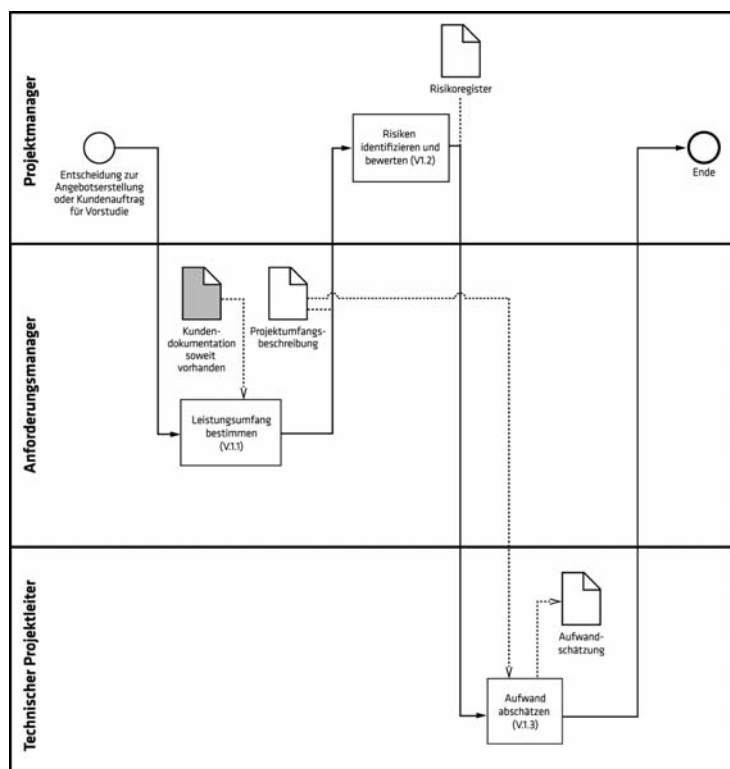 Projektmanager
Risikoregister
Risiken
identifizieren und
bewerten (V1.2)
Entscheidung zur
Angebotserstellung
oder Kundenauftrag
für Vorstudie
Ende
Anforderungsmanager
Kunden-
dokumentation
soweit
vorhanden
Projektumfangs-
beschreibung
Leistungsumfang
bestimmen
(V.1.1)
Technischer Projektleiter
Aufwand-
schätzung
Aufwand
abschätzen
(V.1.3)